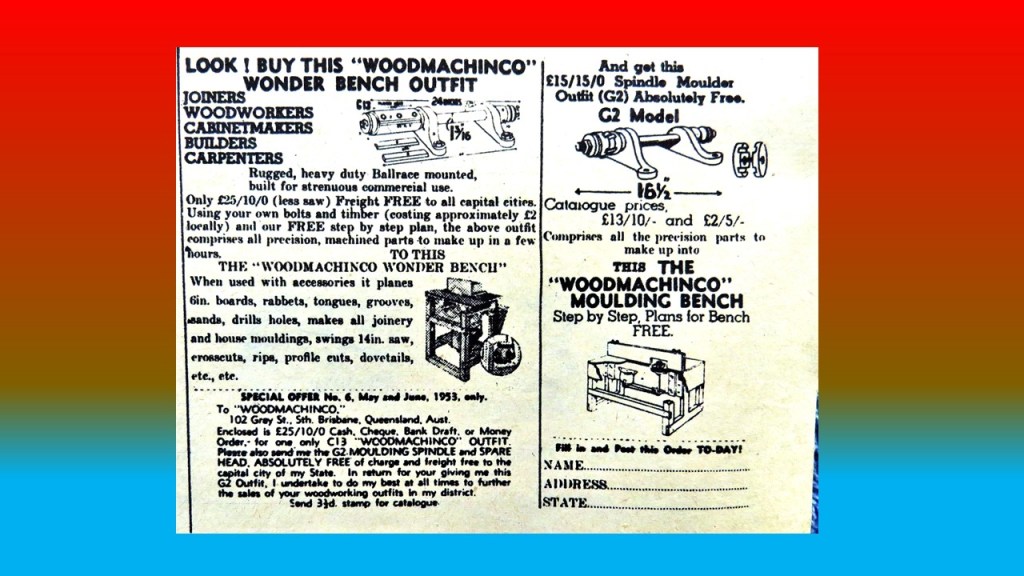 LOOK ! BUY THIS "WOODMACHINCO"
WONDER BENCH OUTFIT
JOINERS
WOODWORKERS
CABINETMAKERS
BUILDERS
CARPENTERS
C13
24 INCHES
1 3/16
Rugged, heavy duty Ballrace mounted,
built for strenuous commercial use.
Only £25/10/0 (less saw) Freight FREE to all capital cities.
Using your own bolts and timber (costing approximately £2
locally) and our FREE step by step plan, the above outfit
comprises all precision, machined parts to make up in a few
hours. TO THIS
THE "WOODMACHINCO WONDER BENCH"
When used with accessories it planes
6in. boards, rabbets, tongues, grooves,
sands, drills holes, makes all joinery
and house mouldings, swings 14in. saw,
crosscuts, rips, profile cuts, dovetails,
etc., etc.
SPECIAL OFFER No. 6, May and June, 1953, only.
To "WOODMACHINCO,"
102 Grey St., Sth. Brisbane, Queensland, Aust.
Enclosed is £25/10/0 Cash, Cheque, Bank Draft, or Money
Order,- for one only C13 "WOODMACHINCO" OUTFIT.
Please also send me the G2 MOULDING SPINDLE and SPARE
HEAD, ABSOLUTELY FREE of charge and freight free to the
capital city of my State. In return for your giving me this
G2 Outfit, I undertake to do my best at all times to further
the sales of your woodworking outfits in my district.
Send 3½d. stamp for catalogue.
And get this
£15/15/0 Spindle Moulder
Outfit (G2) Absolutely Free.
G2 Model
16½"
Catalogue prices,
£13/10/- and £2/5/-
Comprises all the precision parts to
make up into
THIS THE
"WOODMACHINCO"
MOULDING BENCH
Step by Step, Plans for Bench
FREE.
Fill in and Post this Order TO-DAY!
NAME
ADDRESS
STATE